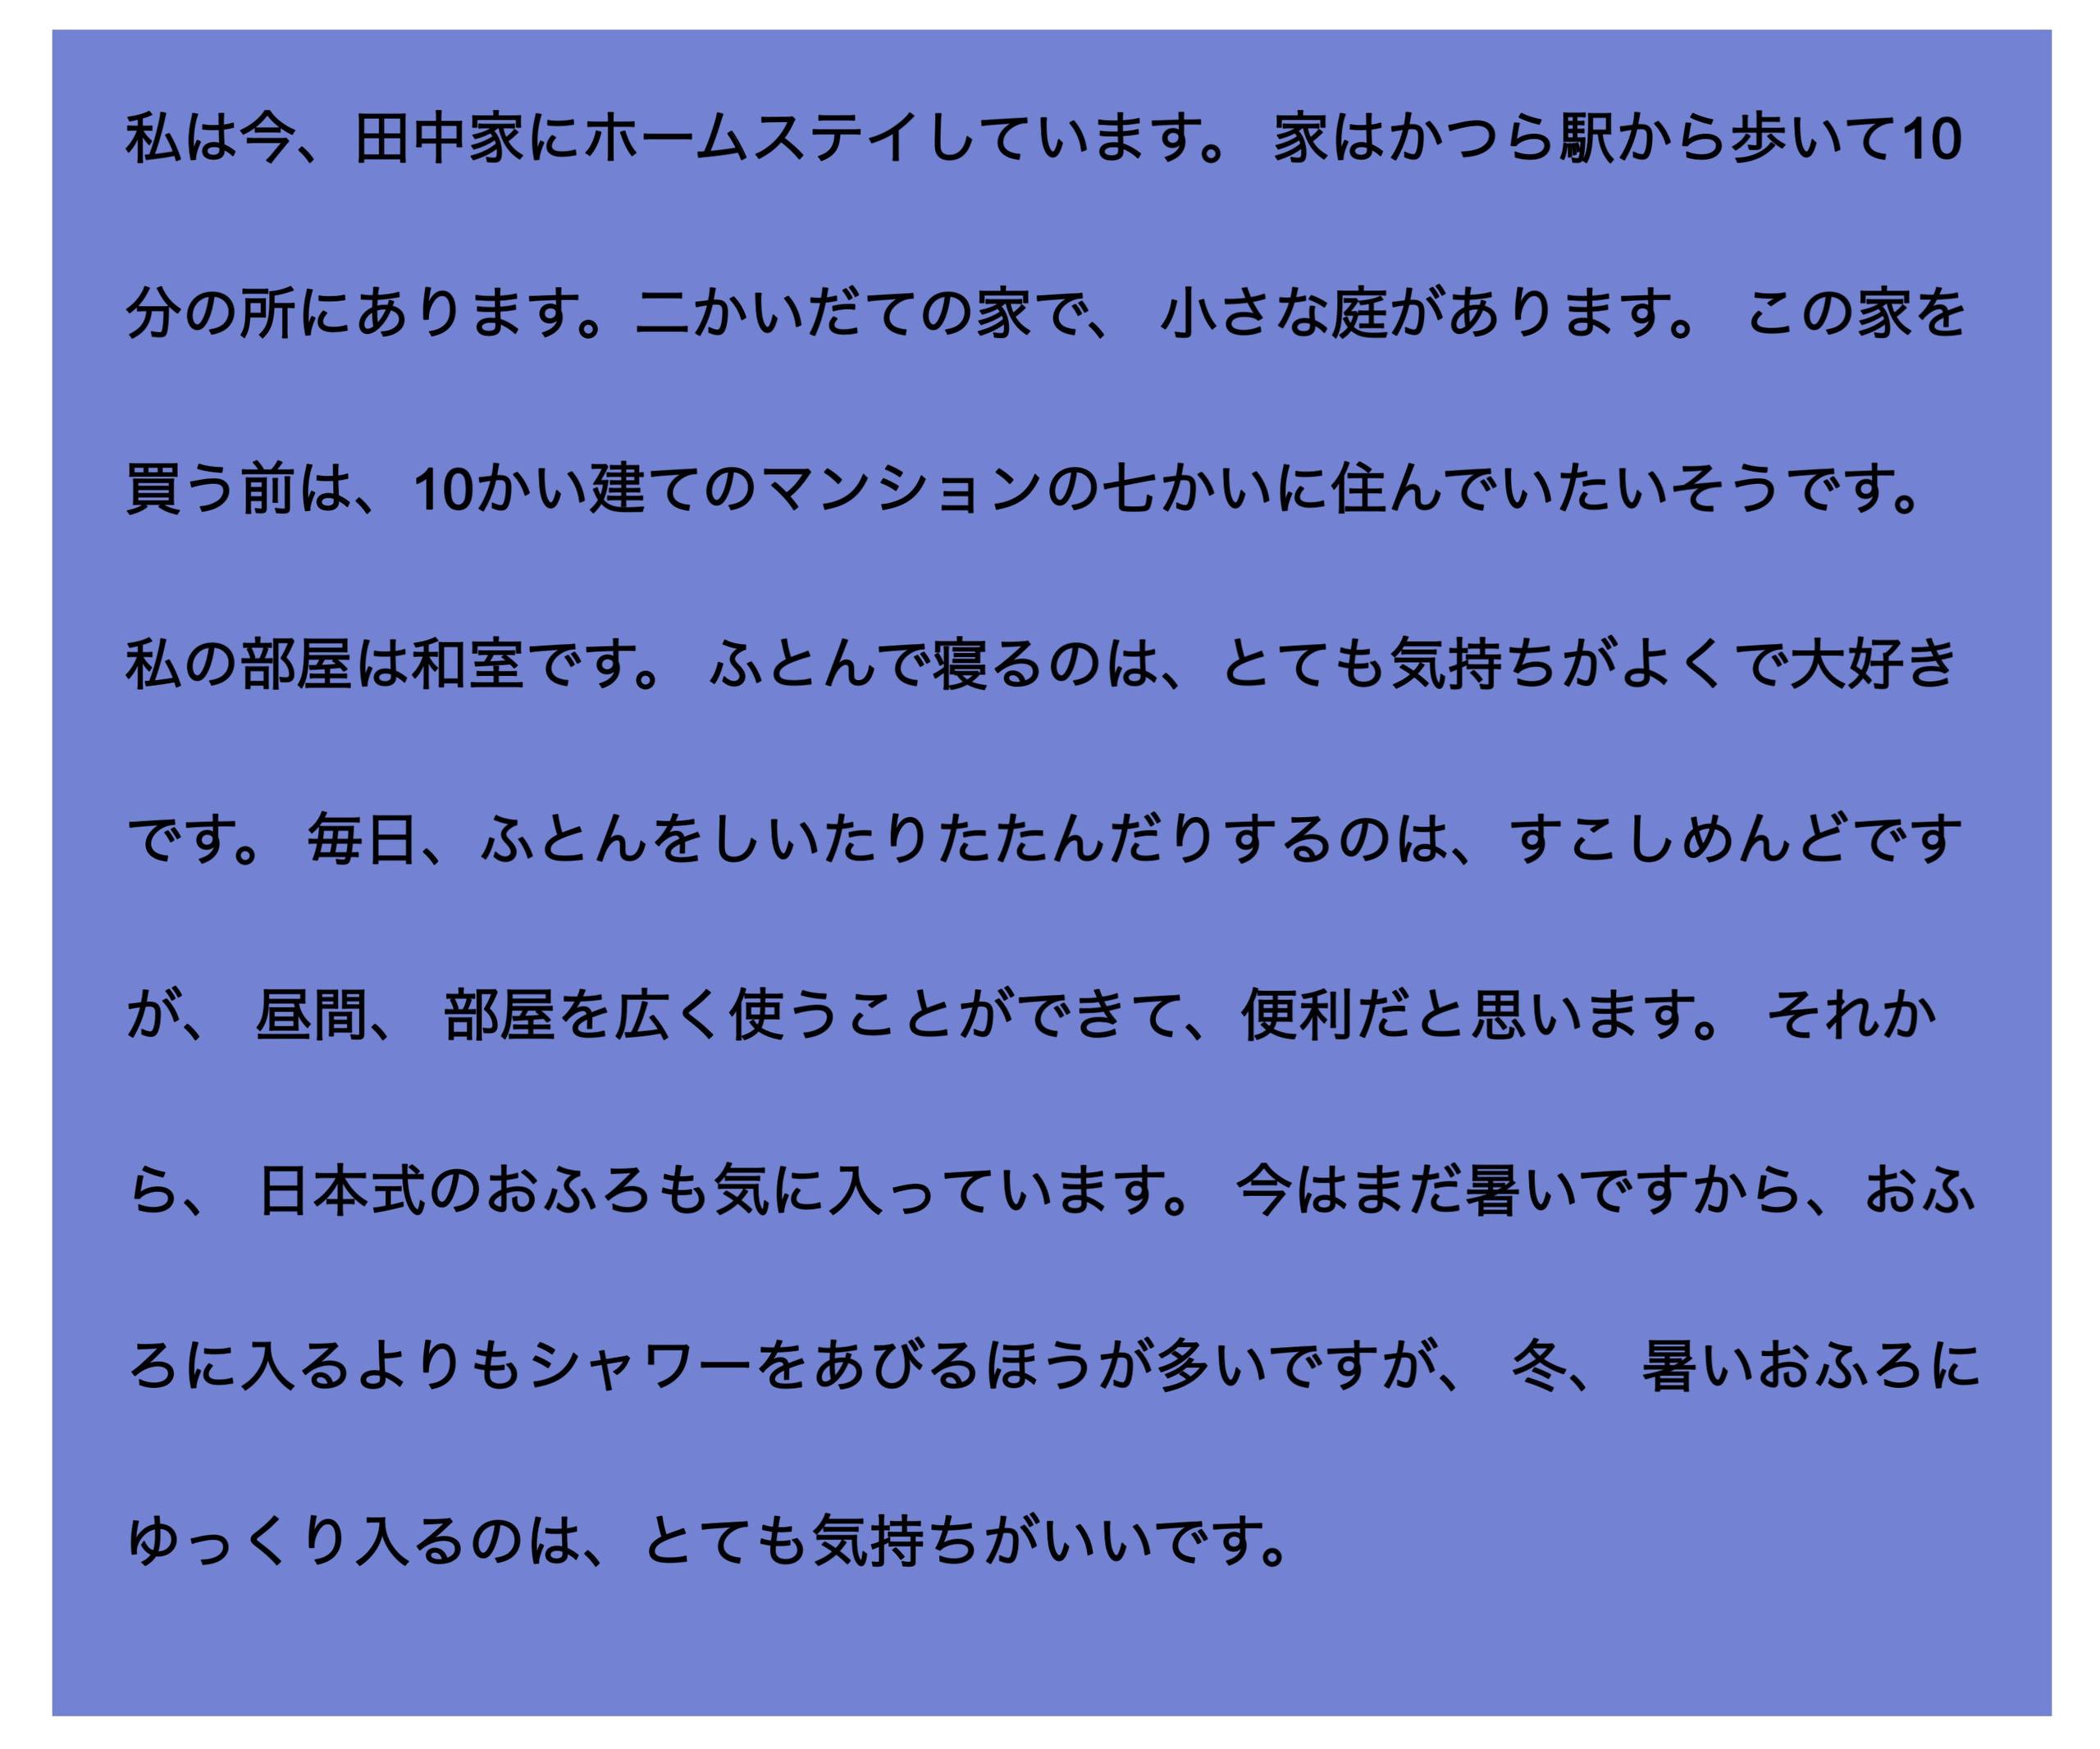 私は今、田中家にホームステイしています。 家はかつら駅から歩いて10
分の所にあります。二かいだての家で、 小さな庭があります。 この家を
買う前は、 10かい建てのマンションの七かいに住んでいたいそうです。
私の部屋は和室です。 ふとんで寝るのは、 とても気持ちがよくで大好き
です。 毎日、ふとんをしいたりたたんだりするのは、 すこしめんどです
が、 昼間、 部屋を広く使うことができて、便利だと思います。 それか
ら、 日本式のおふろも気に入っています。 今はまだ暑いですから、おふ
ろに入るよりもシャワーをあびるほうが多いですが、 冬、 暑いおふろに
ゆっくり入るのは、とても気持ちがいいです。